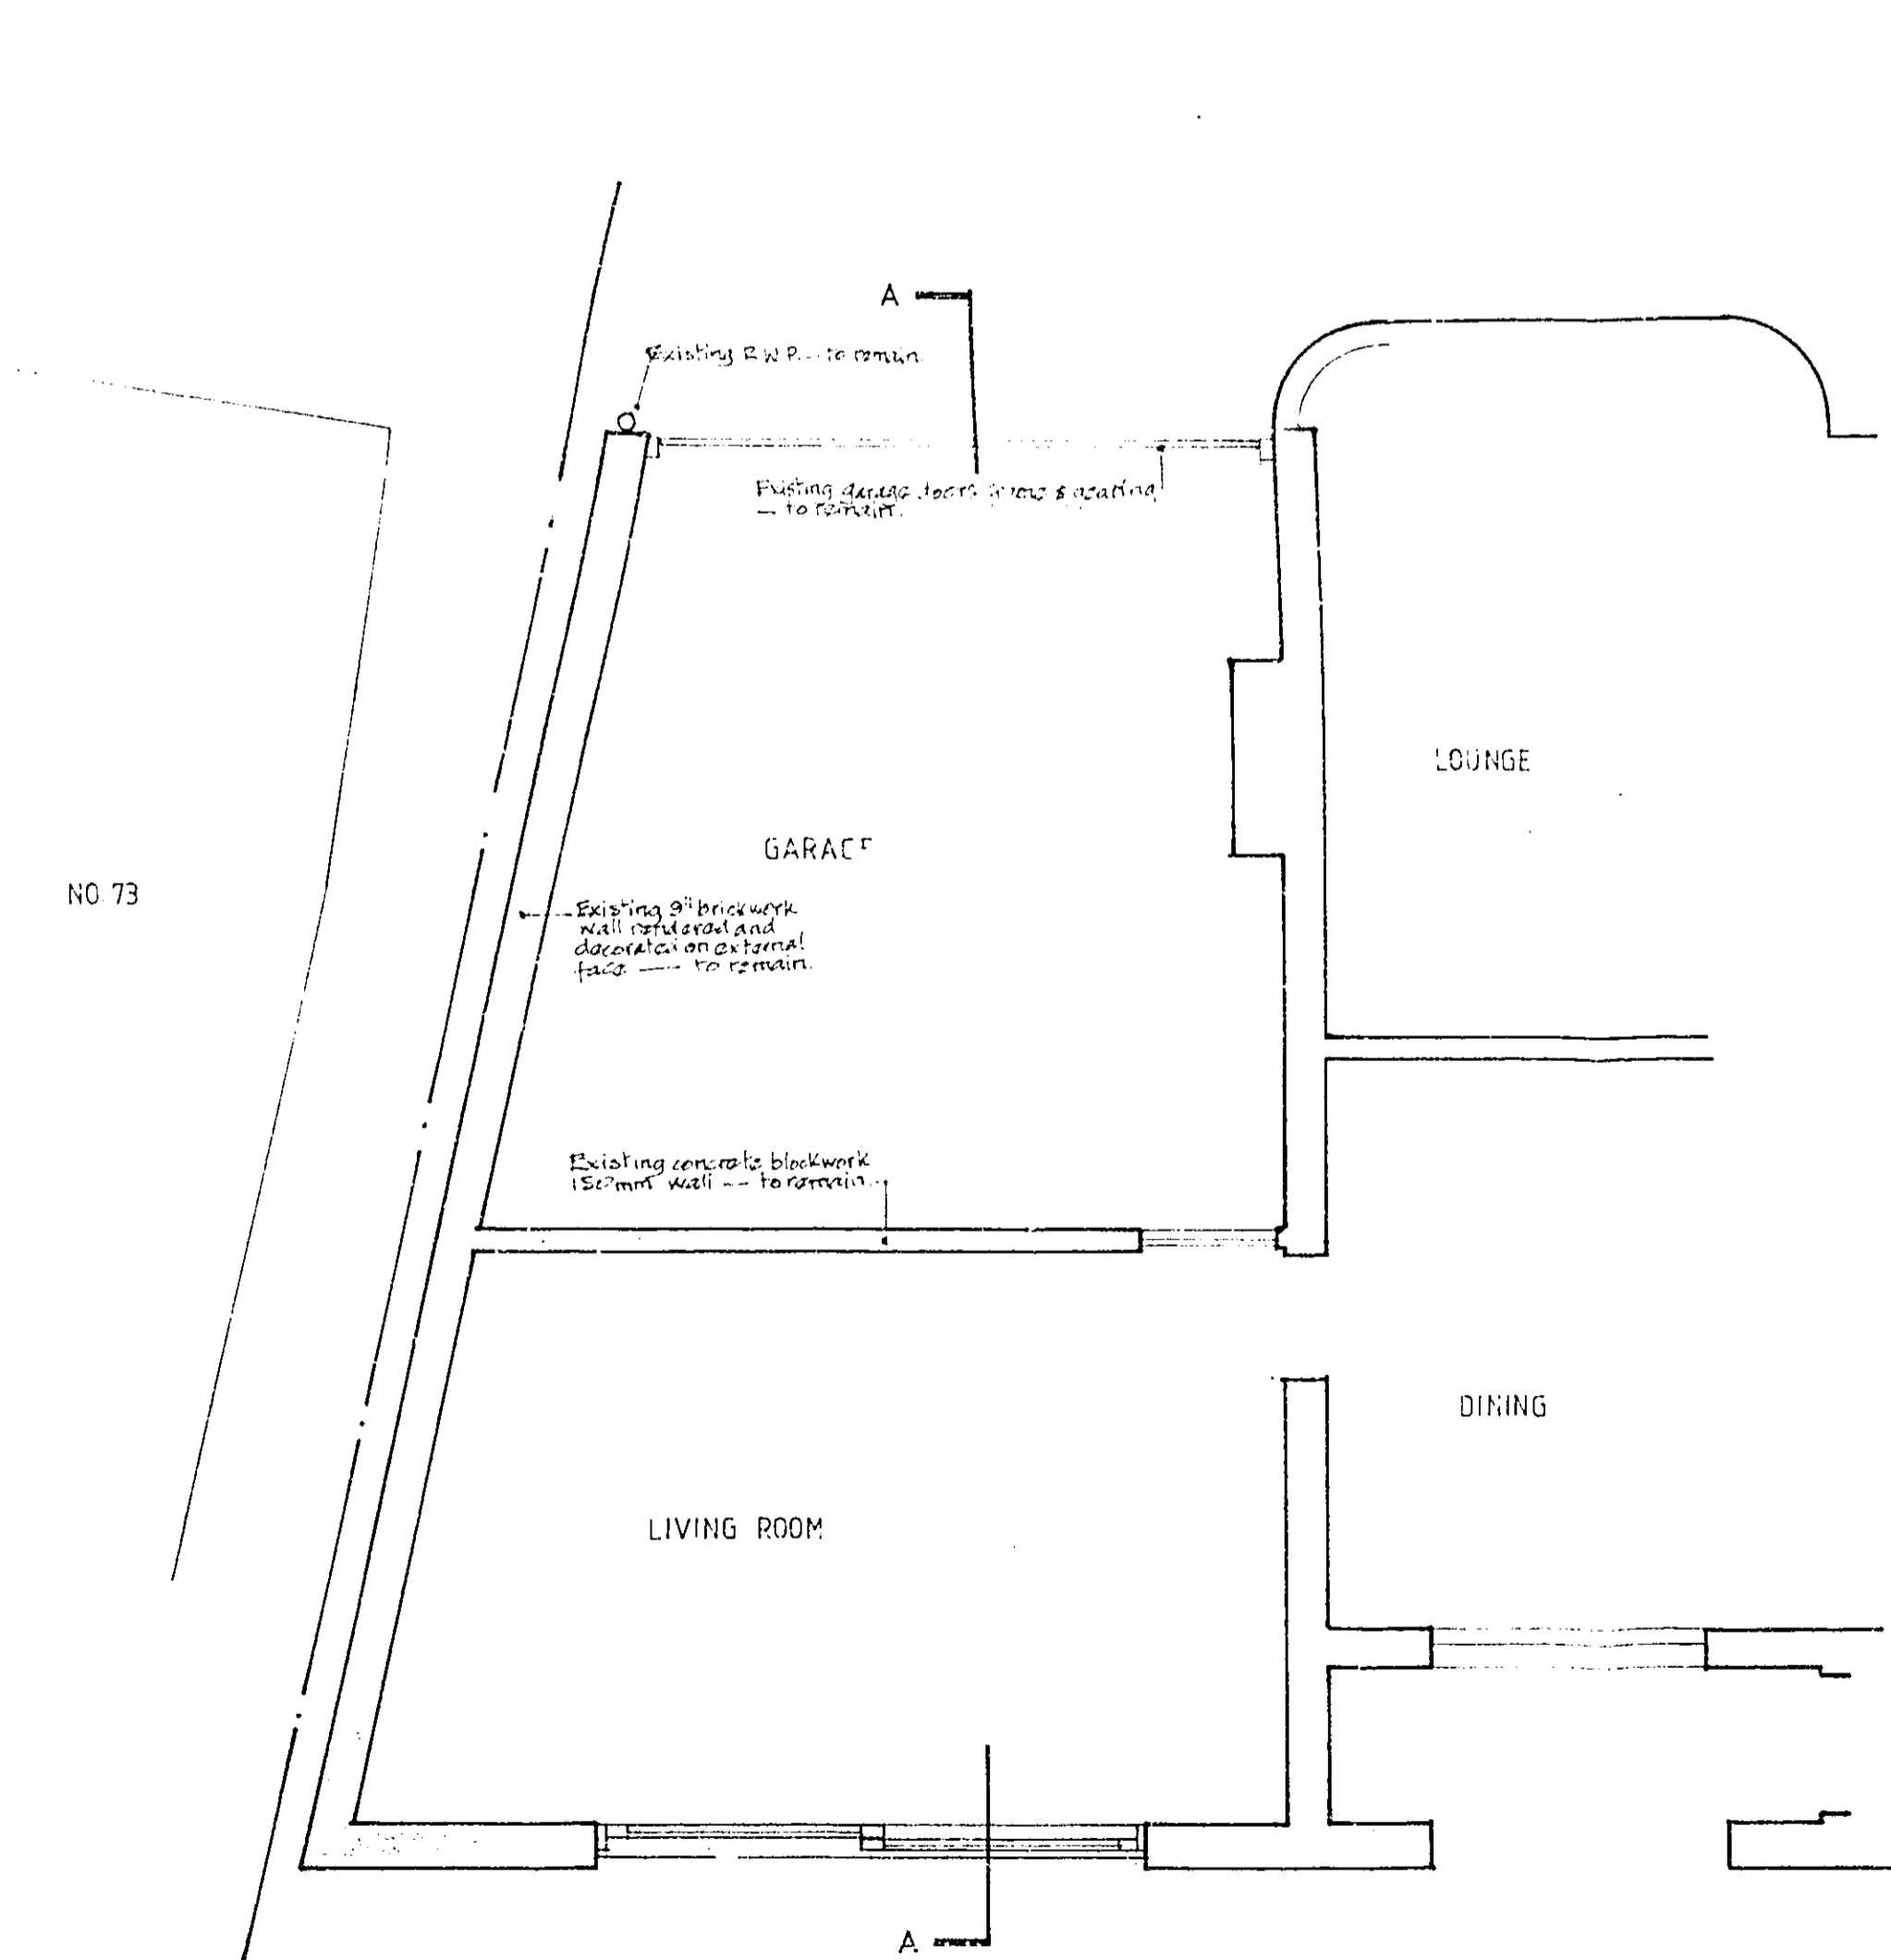 A
Existing R.W.P. -- to remain.
Existing garage doors frame & gearing
— to remain.
LOUNGE
GARAGE
NO. 73
Existing 9" brickwork
wall rendered and
decorated on external
face —— to remain.
Existing concrete blockwork
150mm wall -- to remain.
DINING
LIVING ROOM
A